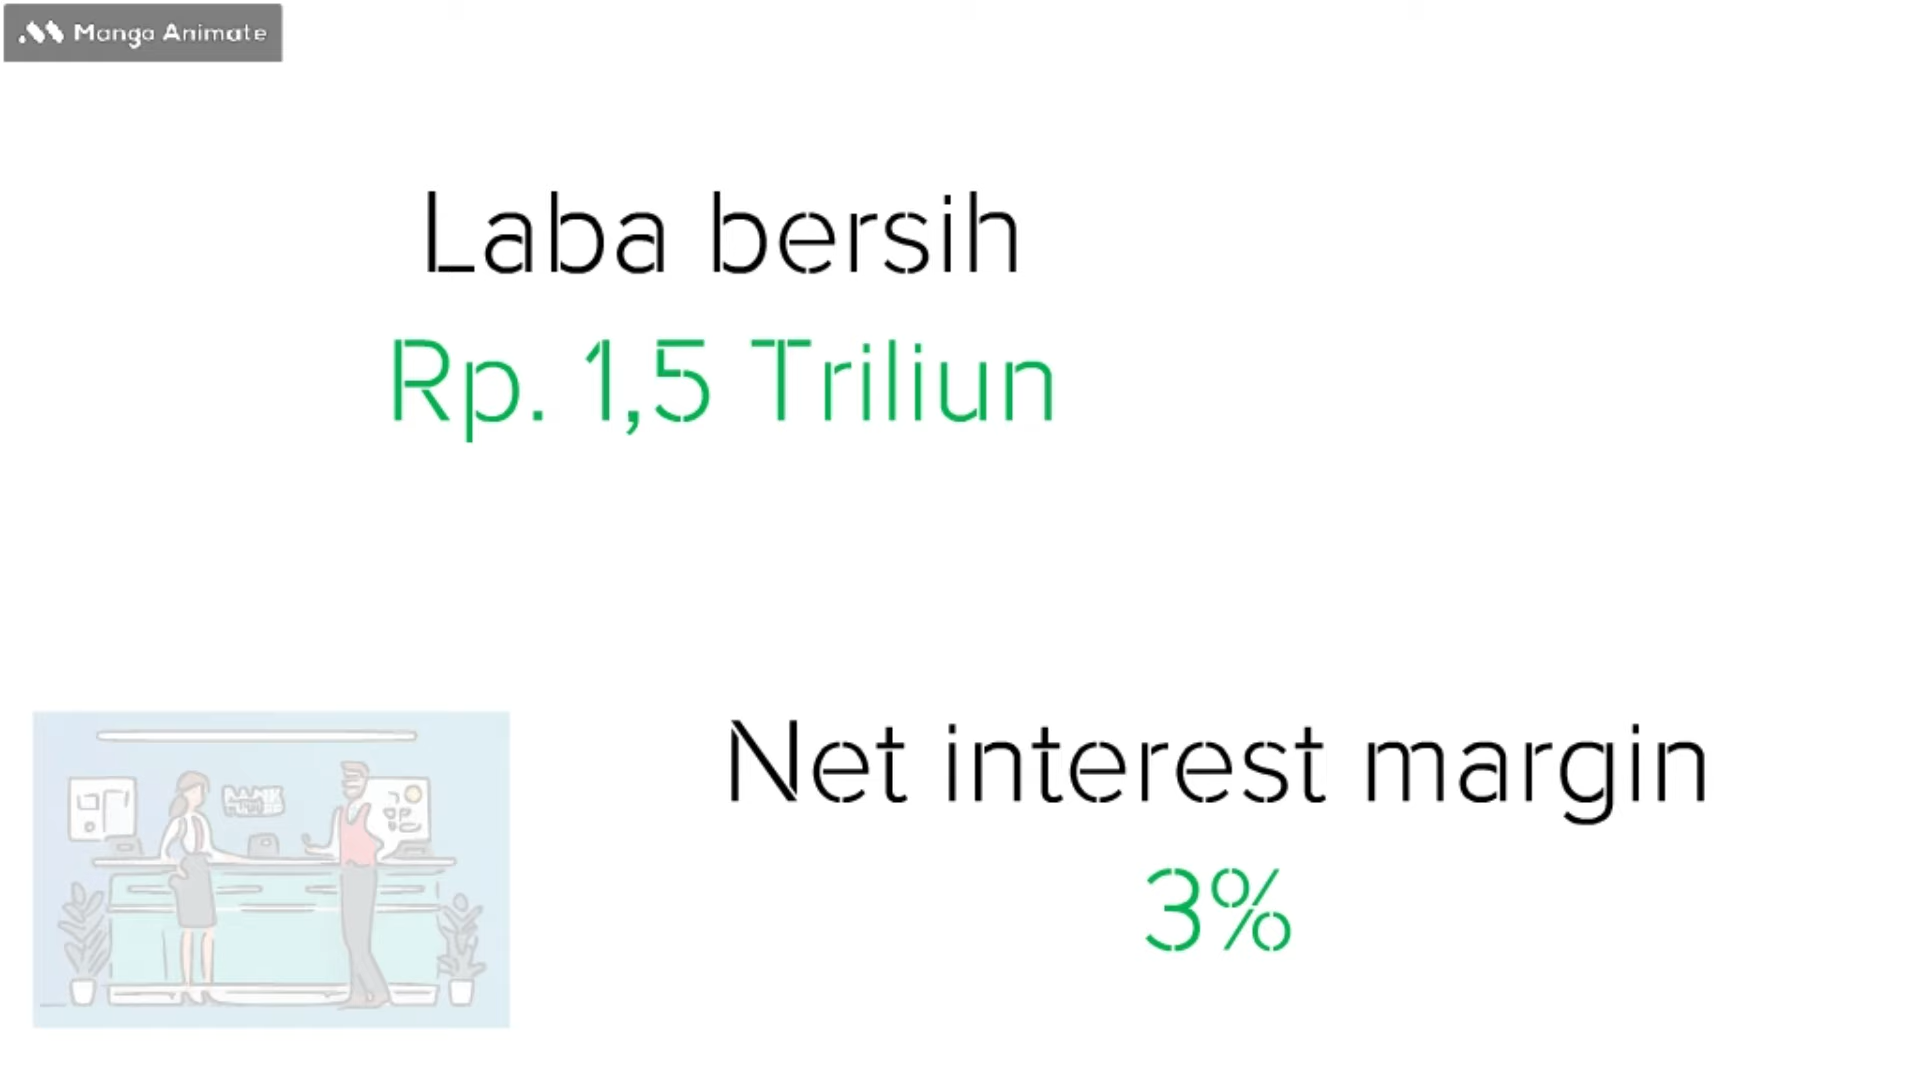 Manga Animate
Laba bersih
Rp. 1,5 Triliun
Net interest margin
3%